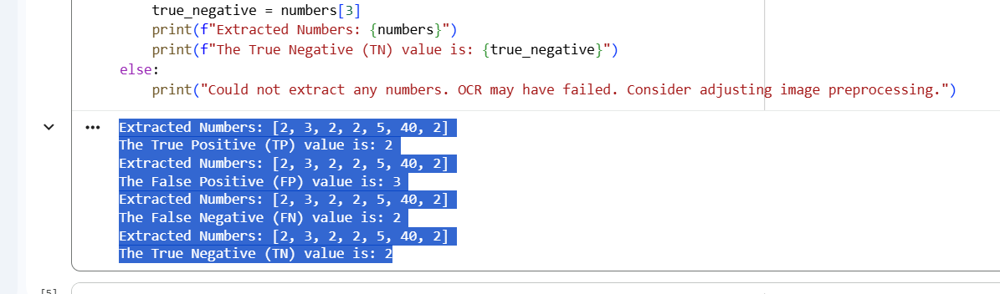 true_negative = numbers[3]
print(f"Extracted Numbers: {numbers}")
print(f"The True Negative (TN) value is: {true_negative}")
else:
print("Could not extract any numbers. OCR may have failed. Consider adjusting image preprocessing.")
Extracted Numbers: [2, 3, 2, 2, 5, 40, 2]
The True Positive (TP) value is: 2
Extracted Numbers: [2, 3, 2, 2, 5, 40, 2]
The False Positive (FP) value is: 3
Extracted Numbers: [2, 3, 2, 2, 5, 40, 2]
The False Negative (FN) value is: 2
Extracted Numbers: [2, 3, 2, 2, 5, 40, 2]
The True Negative (TN) value is: 2
[5]